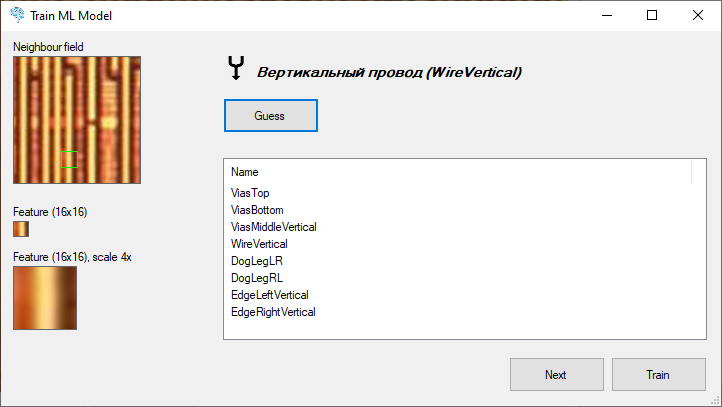 Train ML Model
Neighbour field
Вертикальный провод (WireVertical)
Guess
Name
ViasTop
ViasBottom
ViasMiddleVertical
WireVertical
DogLegLR
DogLegRL
EdgeLeftVertical
EdgeRightVertical
Feature (16x16)
Feature (16x16), scale 4x
Next
Train